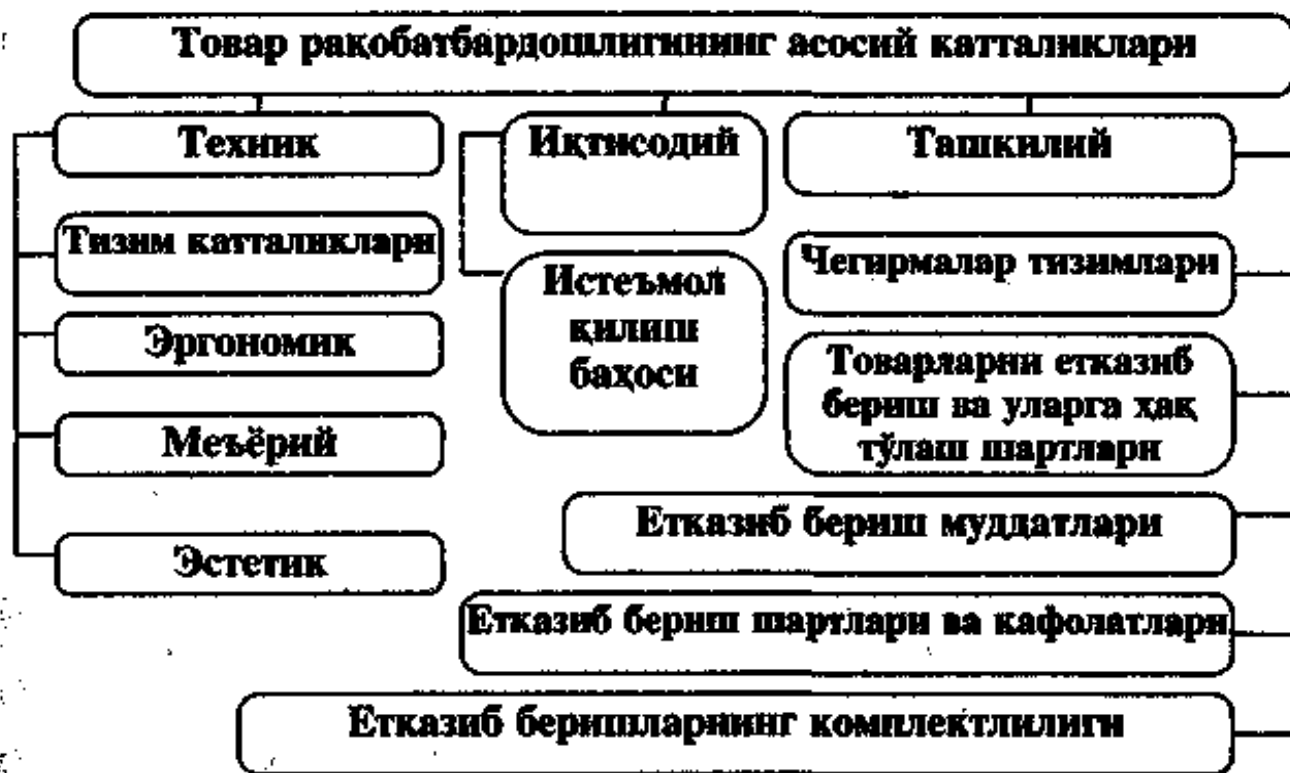 Товар рақобатбардошлигининг асосий катталиклари
Техник
Иқтисодий
Ташкилий
Тизим катталиклари
Эргономик
Меъёрий
Эстетик
Истеъмол
қилиш
баҳоси
Чегирмалар тизимлари
Товарларни етказиб
бериш ва уларга ҳақ
тўлаш шартлари
Етказиб бериш муддатлари
Етказиб бериш шартлари ва кафолатлари
Етказиб беришларнинг комплектлилиги